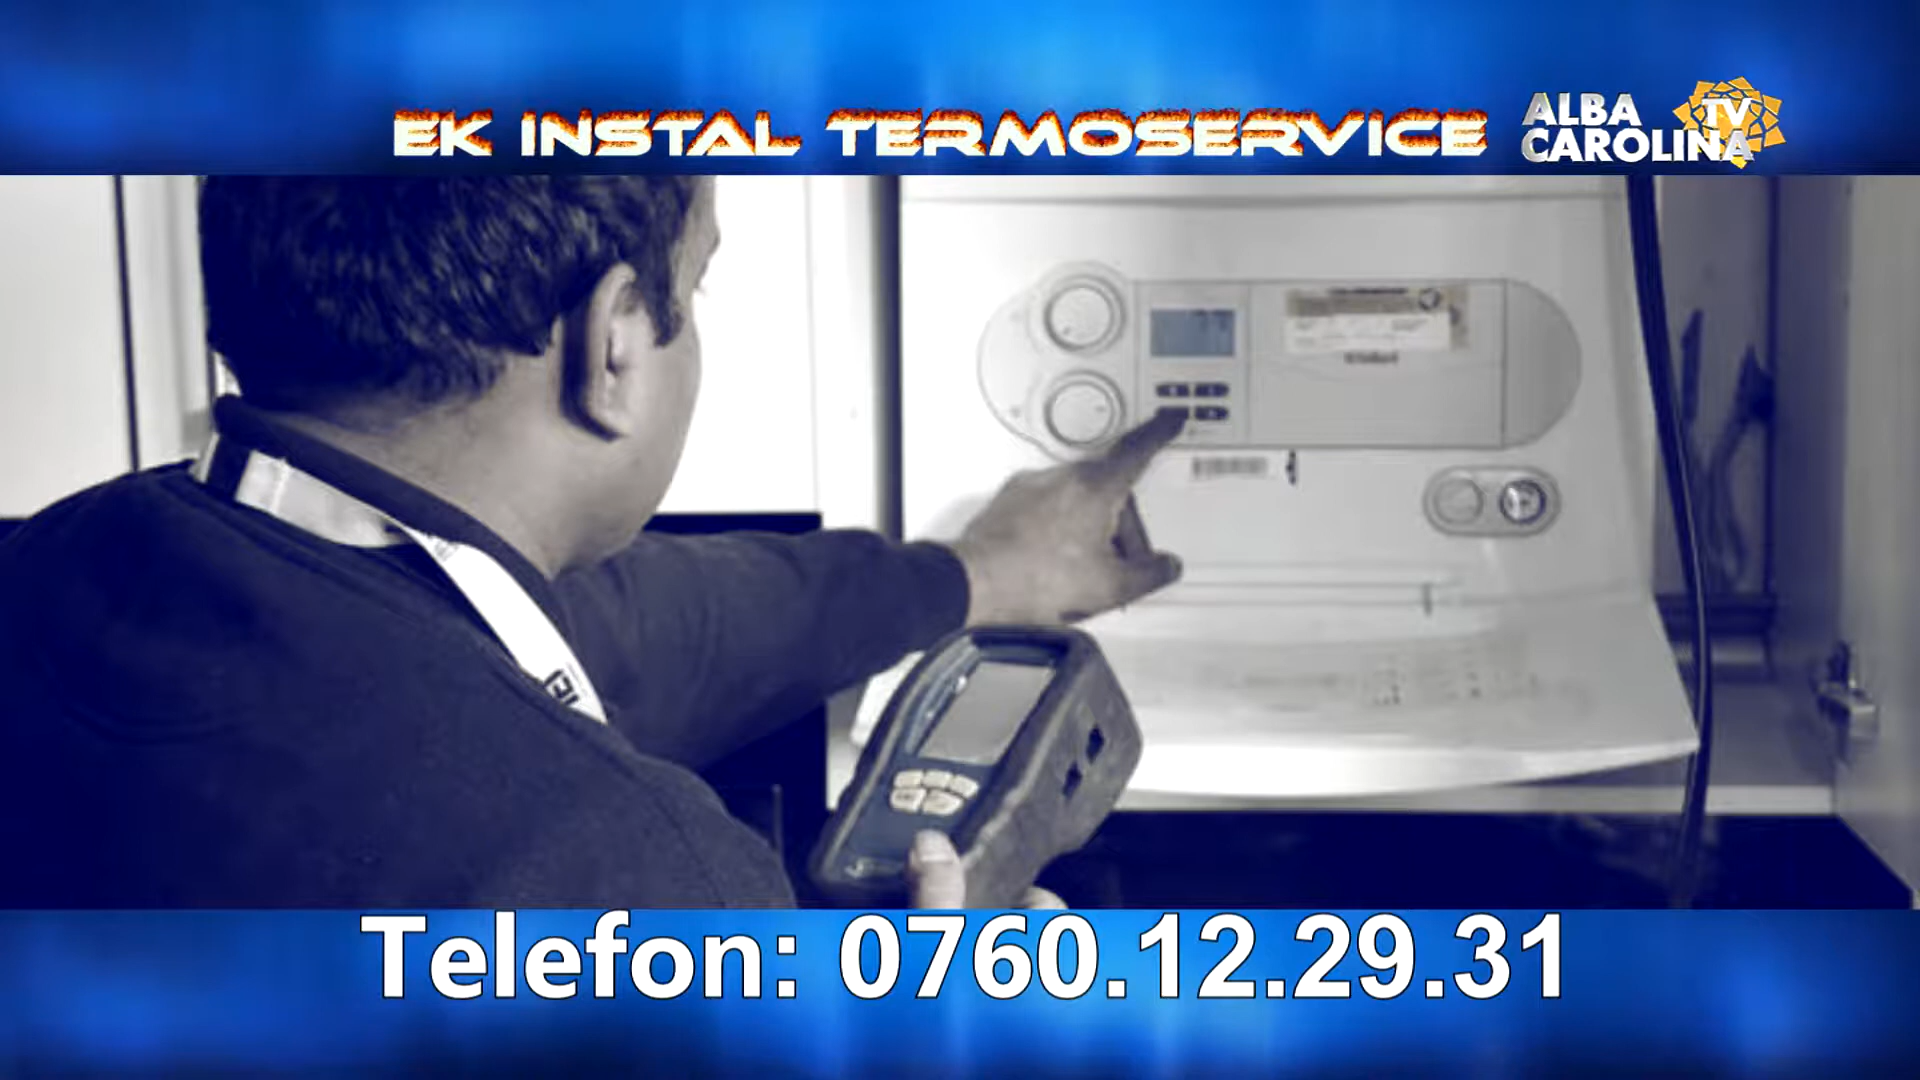 EK INSTAL TERMOSERVICE
ALBA
TV
CAROLINA
Telefon: 0760.12.29.31